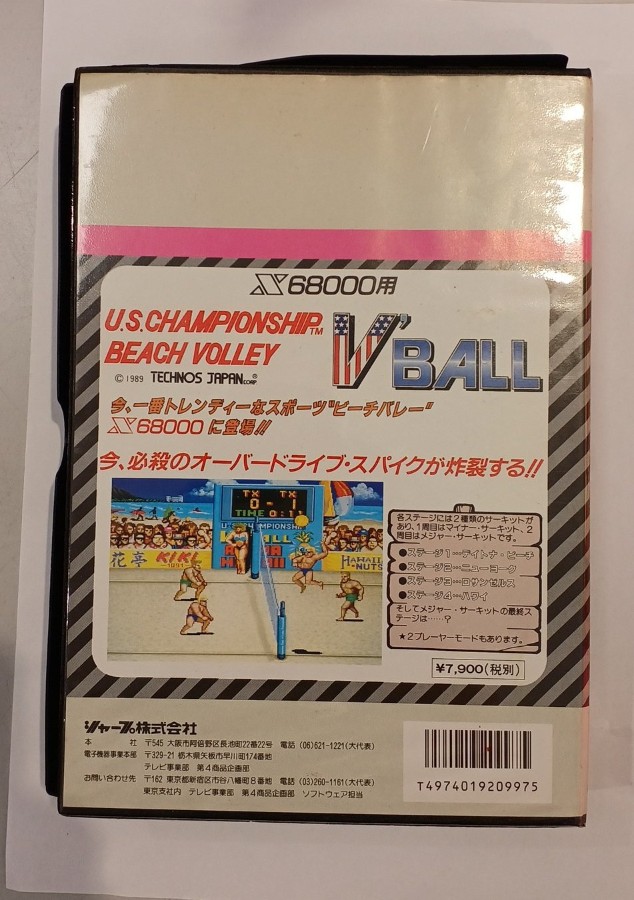 X68000用
U.S. CHAMPIONSHIP TM
BEACH VOLLEY
V'BALL
© 1989 TECHNOS JAPAN® CORP
今、一番トレンディーなスポーツ"ビーチバレー"
X68000に登場!!
今、必殺のオーバードライブ・スパイクが炸裂する!!
TX TX
0 - 1
TIME 0:11
U.S. CHAMPIONSHIP
花亭
KIKI
1991
HAWAII
-NUTS
各ステージには2種類のサーキットが
あり、1周目はマイナー・サーキット、2
周目はメジャー・サーキットです。
●ステージ1…デイトナ・ビーチ
●ステージ2…ニューヨーク
●ステージ3…ロサンゼルス
●ステージ4…ハワイ
そしてメジャー・サーキットの最終ス
テージは……?
★2プレーヤーモードもあります。
¥7,900(税別)
シャープ株式会社
本社 〒545 大阪市阿倍野区長池町22番22号 電話 (06)621-1221(大代表)
電子機器事業本部 〒329-21 栃木県矢板市早川町174番地
テレビ事業部 第4商品企画部
お問い合わせ先 〒162 東京都新宿区市谷八幡町8番地 電話(03)260-1161(大代表)
東京支社内 テレビ事業部 第4商品企画部 ソフトウェア担当
T4974019209975